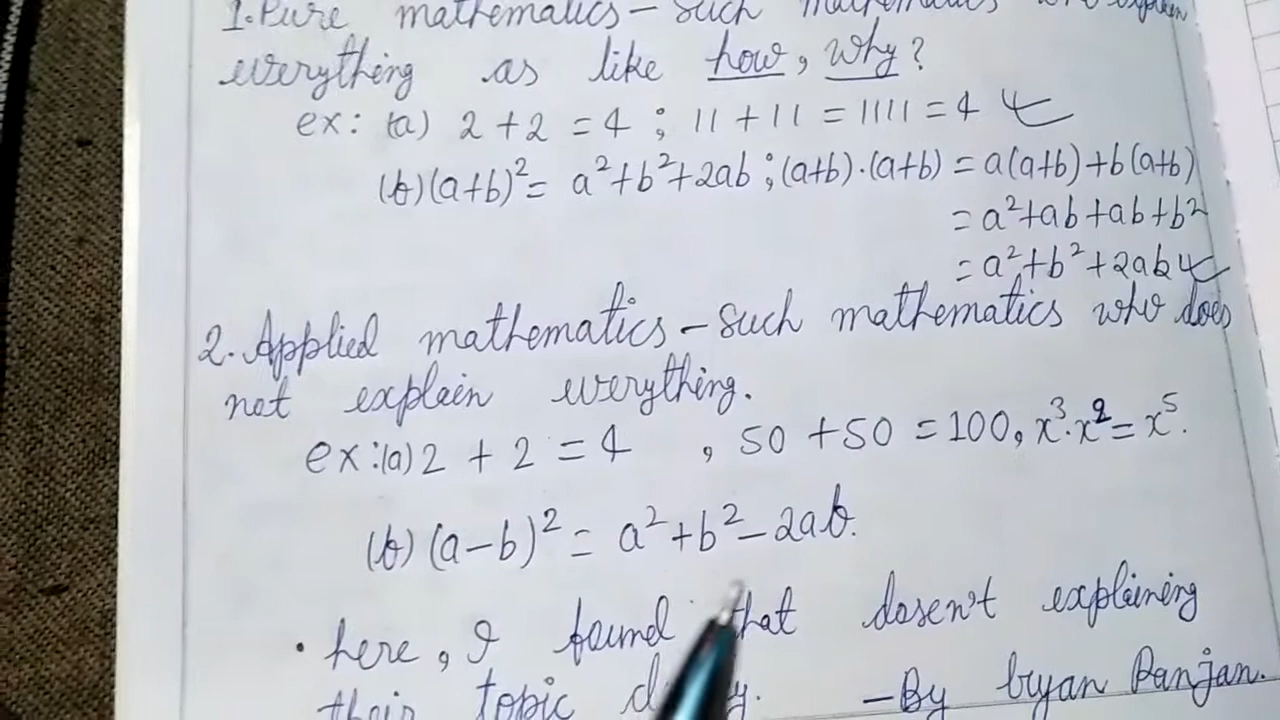 1. Pure mathematics – such mathematics who explain
everything as like how, why?
ex: (a) 2 + 2 = 4 ; 11 + 11 = 1111 = 4
(b) (a+b)² = a²+b²+2ab ; (a+b)·(a+b) = a(a+b)+b(a+b)
= a²+ab+ab+b²
= a²+b²+2ab
2. Applied mathematics – such mathematics who does
not explain everything.
ex: (a) 2 + 2 = 4 , 50 + 50 = 100, x³·x² = x⁵.
(b) (a-b)² = a²+b²-2ab.
• here, I found that dosen't explaining
their topic
–By bryan Ranjan.